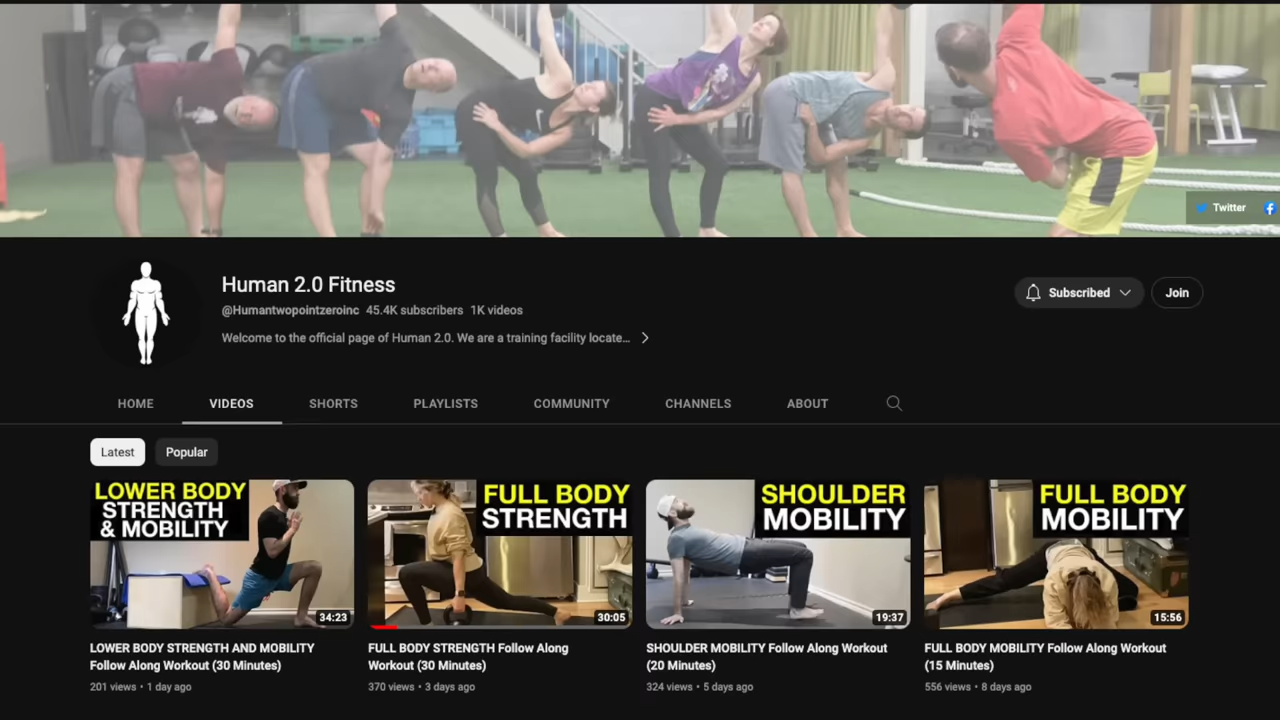 Twitter
Human 2.0 Fitness
@Humantwopointzeroinc 45.4K subscribers 1K videos
Welcome to the official page of Human 2.0. We are a training facility locate...
Subscribed
Join
HOME
VIDEOS
SHORTS
PLAYLISTS
COMMUNITY
CHANNELS
ABOUT
Latest
Popular
LOWER BODY
STRENGTH
& MOBILITY
34:23
FULL BODY
STRENGTH
30:05
SHOULDER
MOBILITY
19:37
FULL BODY
MOBILITY
15:56
LOWER BODY STRENGTH AND MOBILITY
Follow Along Workout (30 Minutes)
201 views • 1 day ago
FULL BODY STRENGTH Follow Along
Workout (30 Minutes)
370 views • 3 days ago
SHOULDER MOBILITY Follow Along Workout
(20 Minutes)
324 views • 5 days ago
FULL BODY MOBILITY Follow Along Workout
(15 Minutes)
556 views • 8 days ago